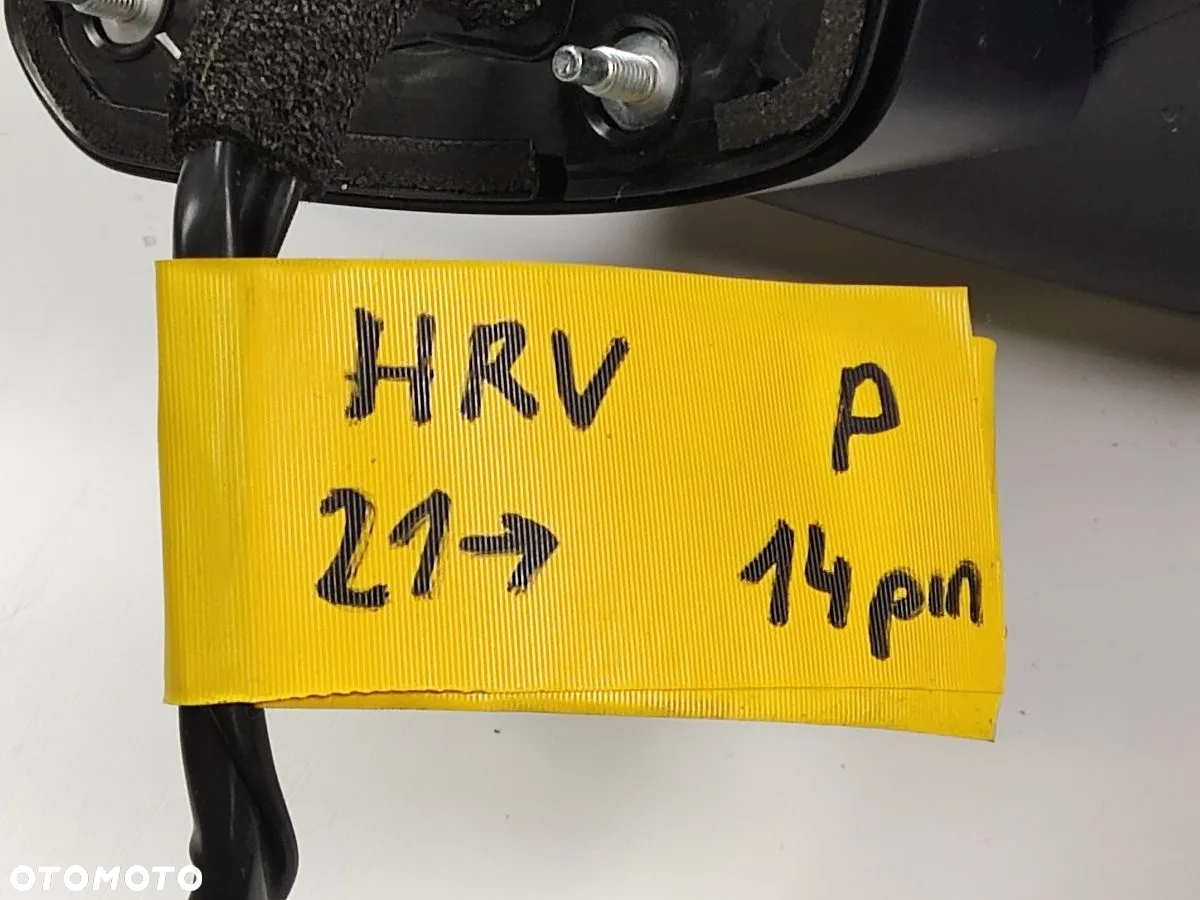 HRV P
21→ 14pin
OTOMOTO